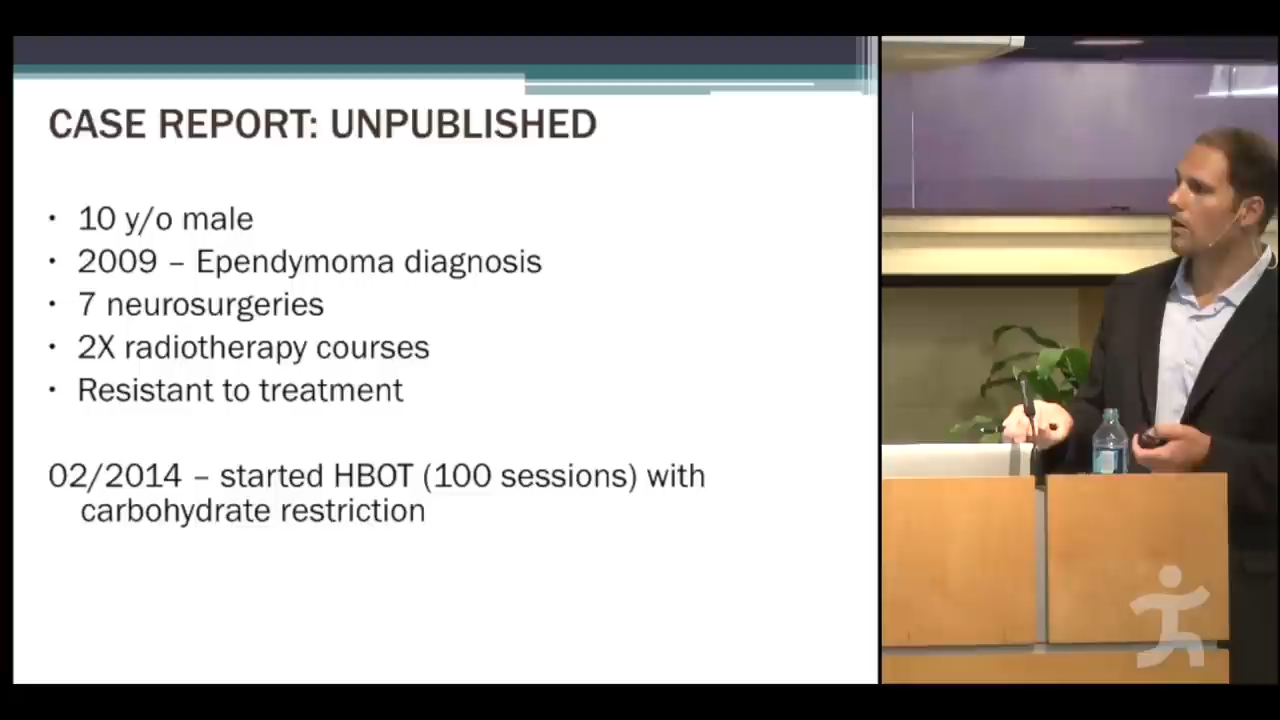 CASE REPORT: UNPUBLISHED
• 10 y/o male
• 2009 – Ependymoma diagnosis
• 7 neurosurgeries
• 2X radiotherapy courses
• Resistant to treatment
02/2014 – started HBOT (100 sessions) with
carbohydrate restriction